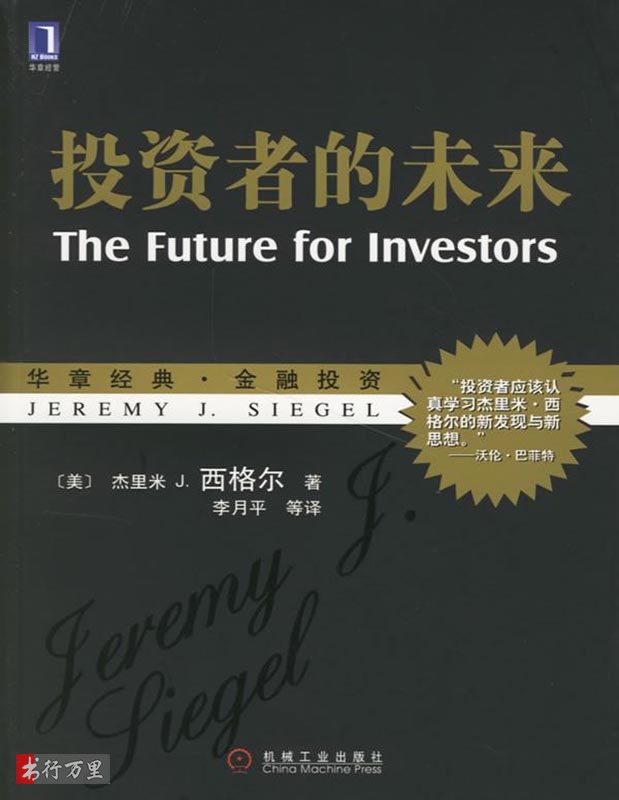 HZ Books
华章经管
投资者的未来
The Future for Investors
华章经典·金融投资
JEREMY J. SIEGEL
“投资者应该认
真学习杰里米·西
格尔的新发现与新
思想。”
——沃伦·巴菲特
〔美〕 杰里米 J. 西格尔 著
李月平 等译
Jeremy J.
Siegel
机械工业出版社
China Machine Press
书行万里